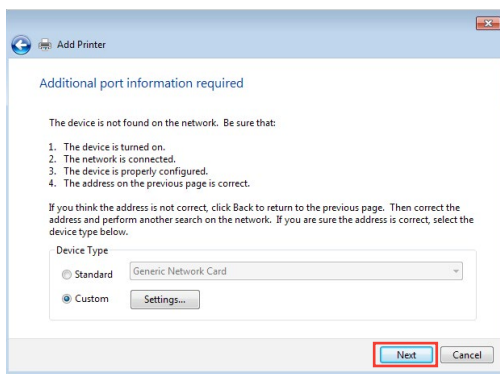 Add Printer
Additional port information required
The device is not found on the network. Be sure that:
1. The device is turned on.
2. The network is connected.
3. The device is properly configured.
4. The address on the previous page is correct.
If you think the address is not correct, click Back to return to the previous page. Then correct the
address and perform another search on the network. If you are sure the address is correct, select the
device type below.
Device Type
Standard
Generic Network Card
Custom
Settings...
Next
Cancel